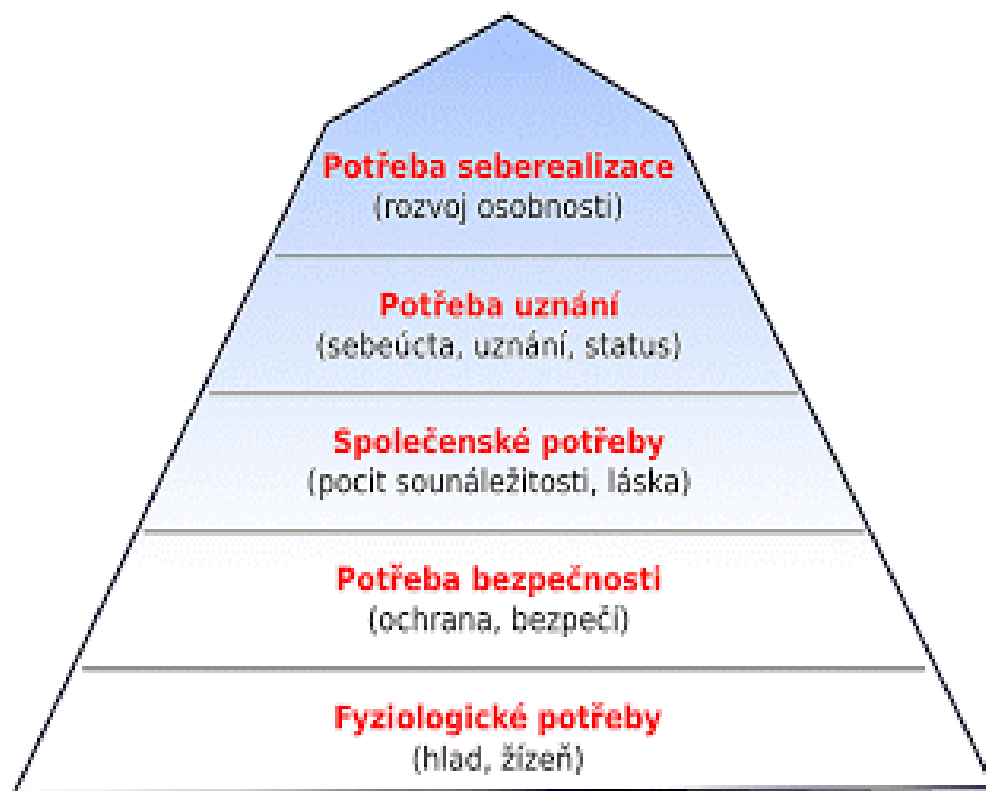 Potřeba seberealizace
(rozvoj osobnosti)
Potřeba uznání
(sebeúcta, uznání, status)
Společenské potřeby
(pocit sounáležitosti, láska)
Potřeba bezpečnosti
(ochrana, bezpečí)
Fyziologické potřeby
(hlad, žízeň)